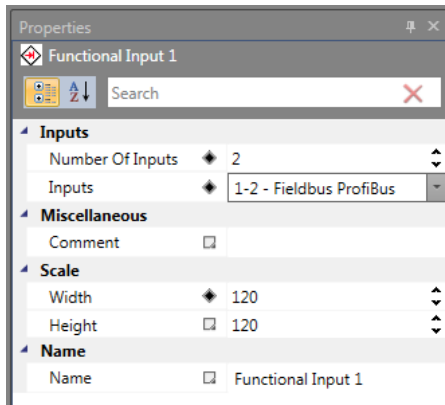 Properties
Functional Input 1
A Z Search
Inputs
Number Of Inputs 2
Inputs 1-2 - Fieldbus ProfiBus
Miscellaneous
Comment
Scale
Width 120
Height 120
Name
Name Functional Input 1